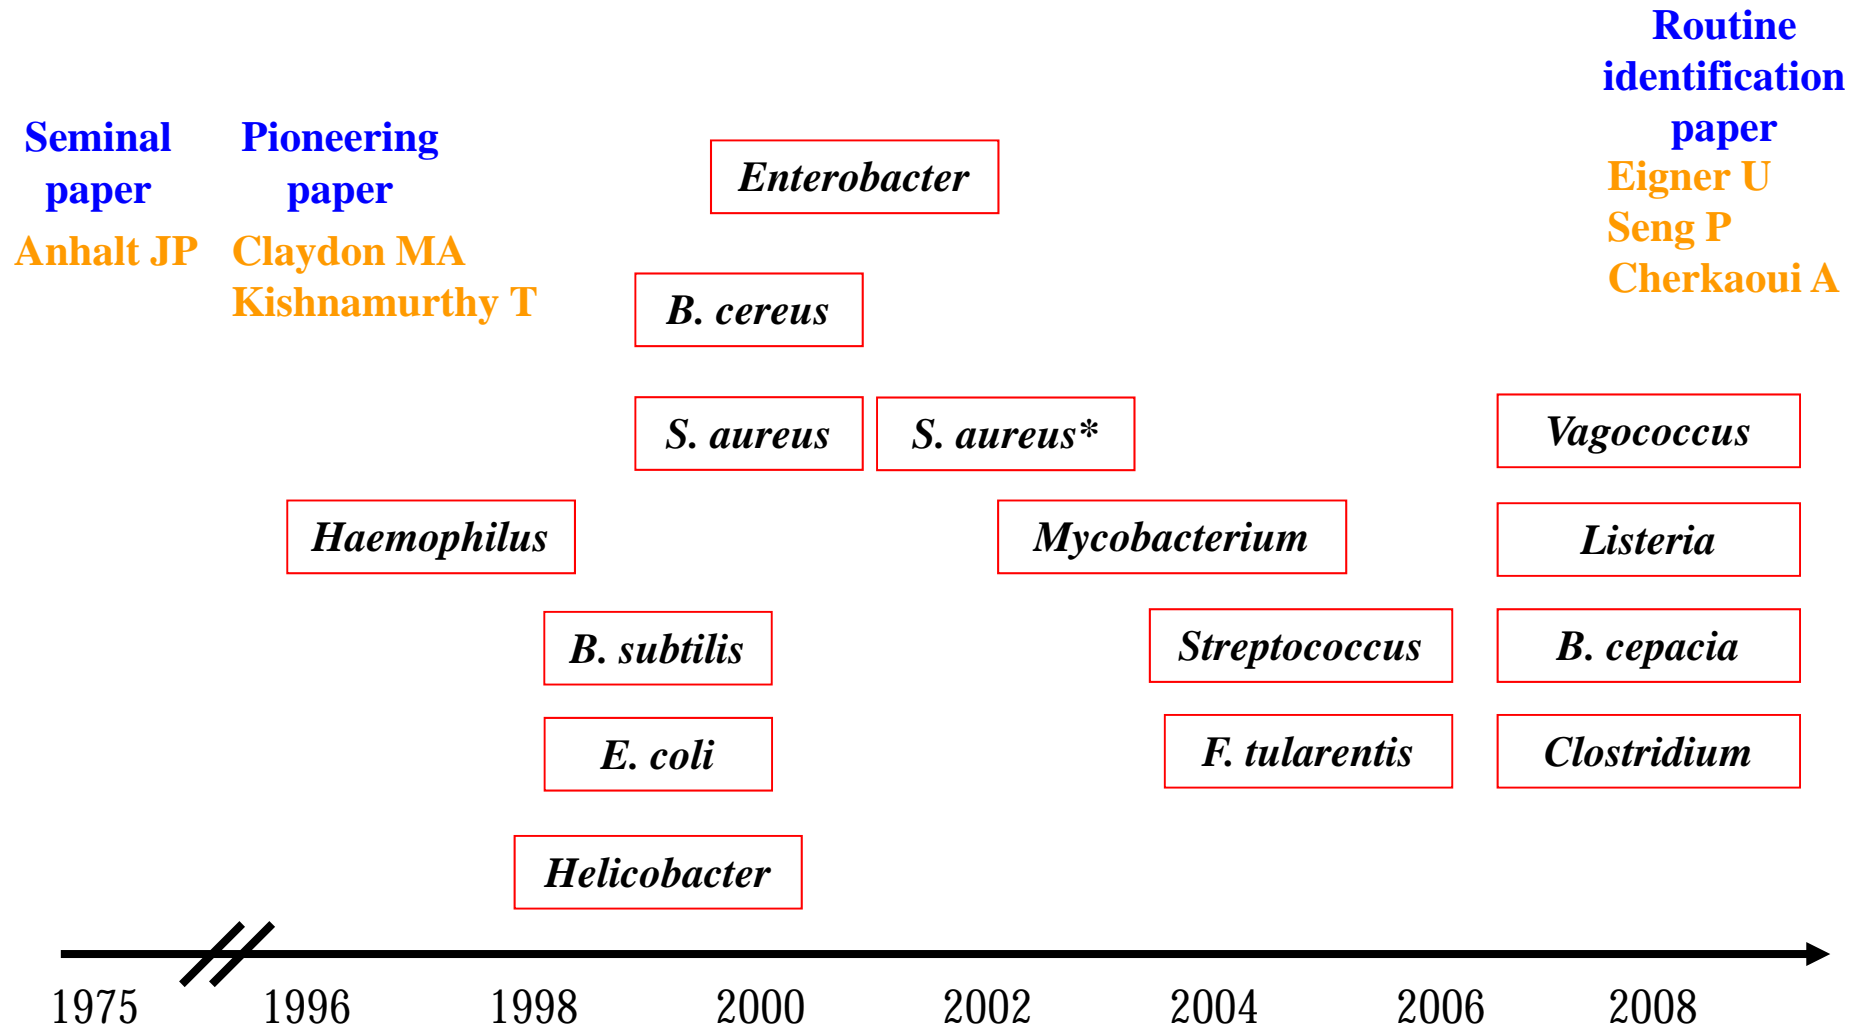 Seminal
paper
Anhalt JP
Pioneering
paper
Claydon MA
Kishnamurthy T
Routine
identification
paper
Eigner U
Seng P
Cherkaoui A
Enterobacter
B. cereus
S. aureus
S. aureus*
Vagococcus
Haemophilus
Mycobacterium
Listeria
B. subtilis
Streptococcus
B. cepacia
E. coli
F. tularentis
Clostridium
Helicobacter
1975
1996
1998
2000
2002
2004
2006
2008